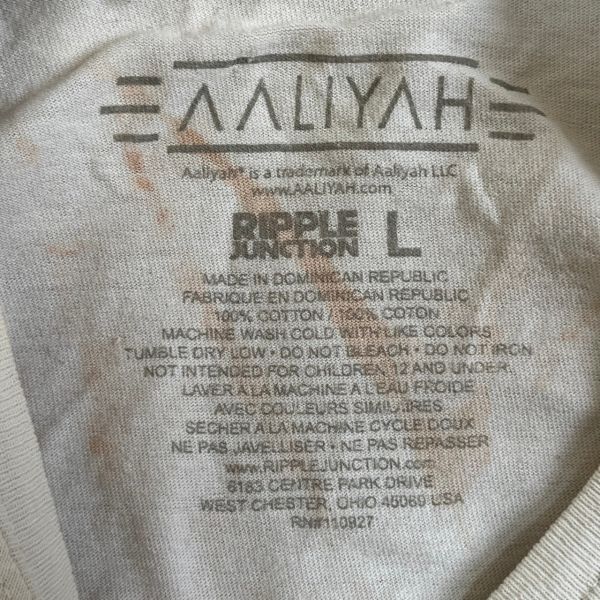 AALIYAH
Aaliyah® is a trademark of Aaliyah LLC
www.AALIYAH.com
RIPPLE
JUNCTION L
MADE IN DOMINICAN REPUBLIC
FABRIQUE EN DOMINICAN REPUBLIC
100% COTTON / 100% COTON
MACHINE WASH COLD WITH LIKE COLORS
TUMBLE DRY LOW • DO NOT BLEACH • DO NOT IRON
NOT INTENDED FOR CHILDREN 12 AND UNDER.
LAVER A LA MACHINE A L'EAU FROIDE
AVEC COULEURS SIMILIRES
SECHER A LA MACHINE CYCLE DOUX
NE PAS JAVELLISER • NE PAS REPASSER
www.RIPPLEJUNCTION.com
6183 CENTRE PARK DRIVE
WEST CHESTER, OHIO 45069 USA
RN#110927